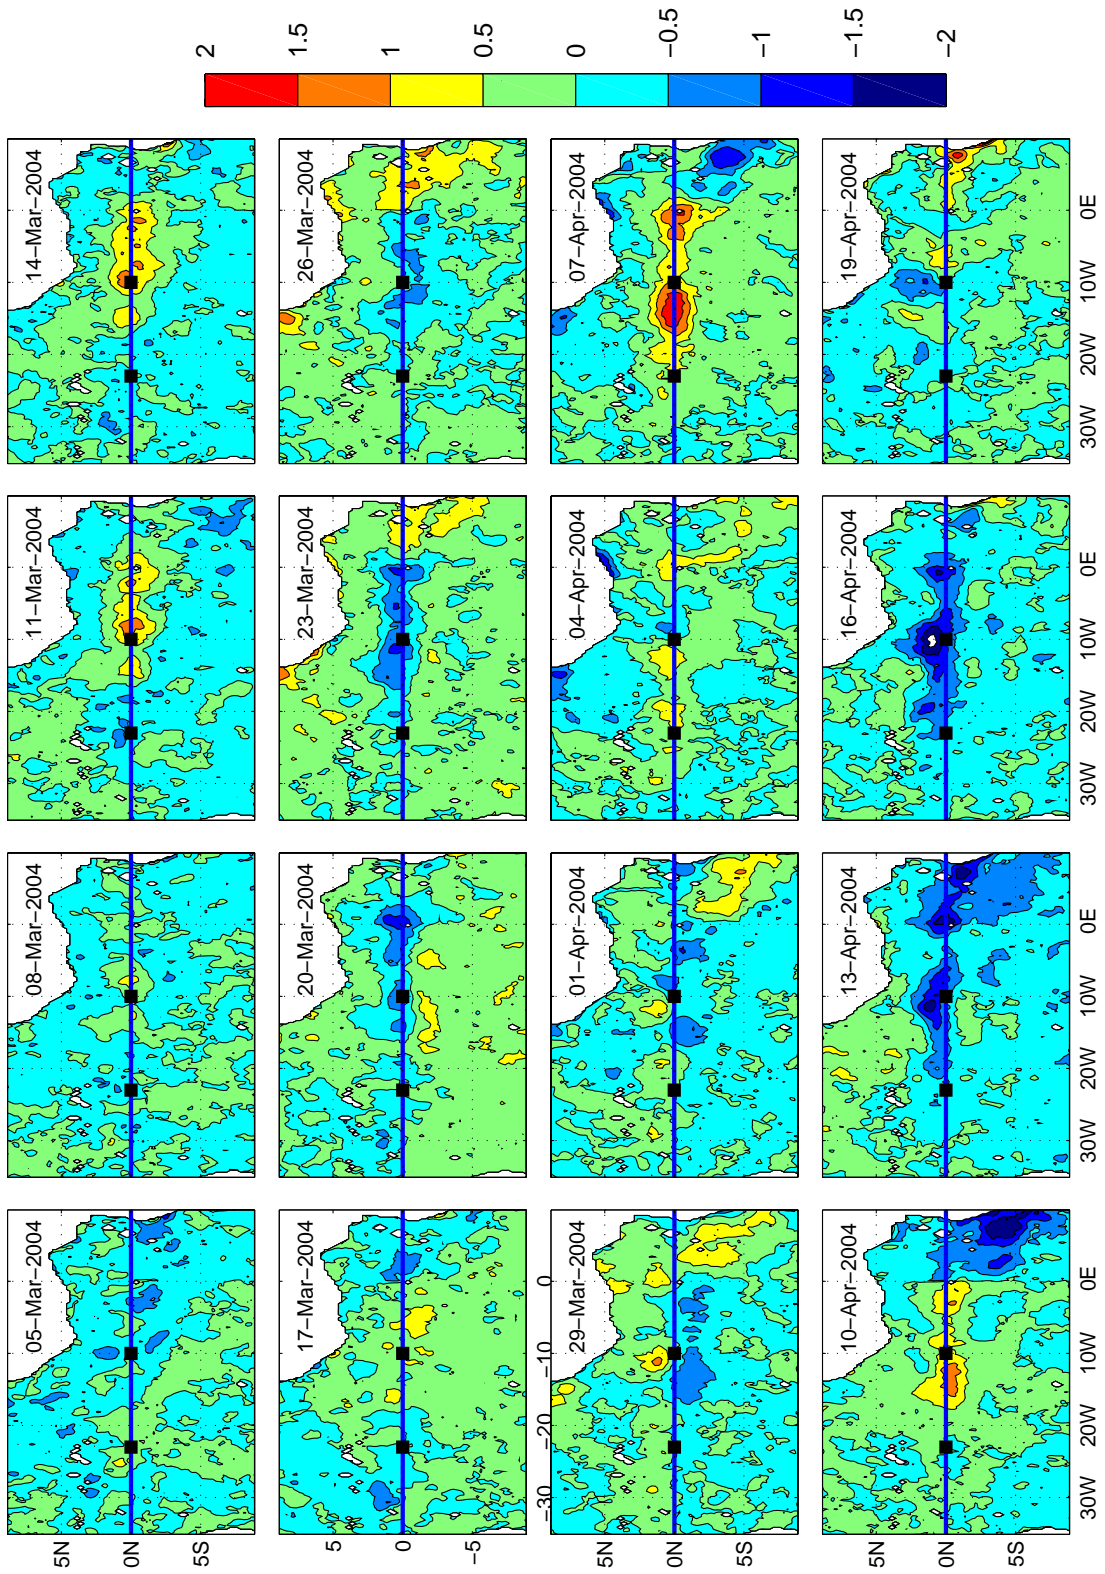 05−Mar−2004
08−Mar−2004
11−Mar−2004
14−Mar−2004
5N
0N
5S
17−Mar−2004
20−Mar−2004
23−Mar−2004
26−Mar−2004
5
0
−5
−30 −20 −10 0
29−Mar−2004
01−Apr−2004
04−Apr−2004
07−Apr−2004
5N
0N
5S
10−Apr−2004
13−Apr−2004
16−Apr−2004
19−Apr−2004
5N
0N
5S
30W 20W 10W 0E
30W 20W 10W 0E
30W 20W 10W 0E
30W 20W 10W 0E
2
1.5
1
0.5
0
−0.5
−1
−1.5
−2